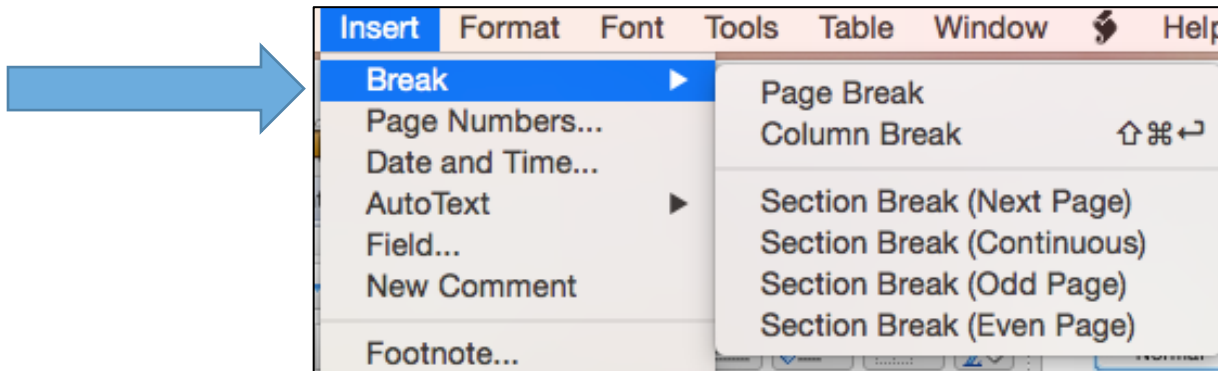 Insert Format Font Tools Table Window Help
Break
Page Numbers...
Date and Time...
AutoText
Field...
New Comment
Footnote...
Page Break
Column Break ⇧⌘↩
Section Break (Next Page)
Section Break (Continuous)
Section Break (Odd Page)
Section Break (Even Page)
Normal